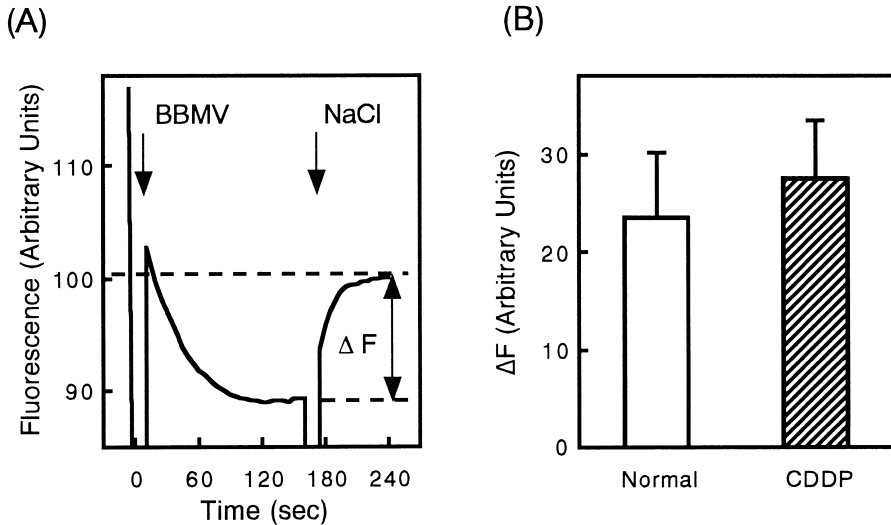 (A)
Fluorescence (Arbitrary Units)
110
100
90
BBMV
NaCl
Δ F
0 60 120 180 240
Time (sec)
(B)
ΔF (Arbitrary Units)
30
20
10
0
Normal CDDP